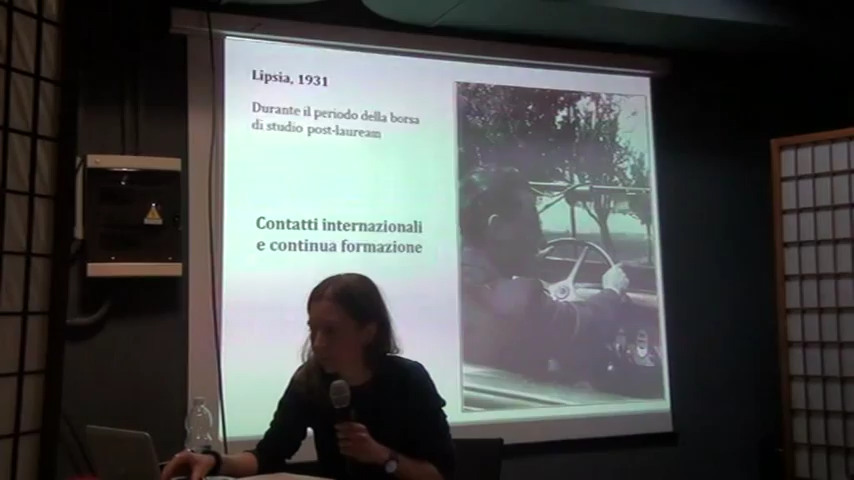 Lipsia, 1931
Durante il periodo della borsa
di studio post-lauream
Contatti internazionali
e continua formazione